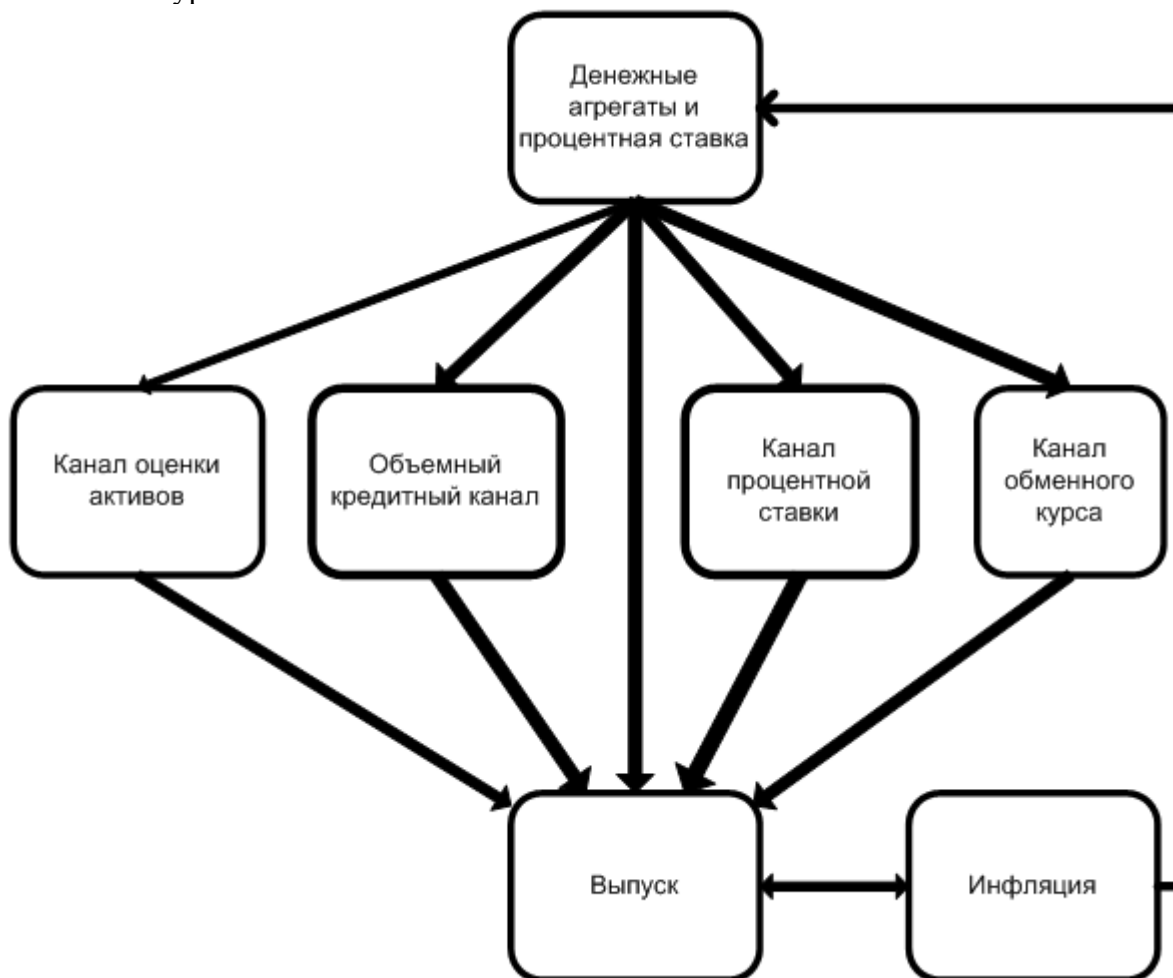 Денежные
агрегаты и
процентная ставка
Канал оценки
активов
Объемный
кредитный канал
Канал
процентной
ставки
Канал
обменного
курса
Выпуск
Инфляция